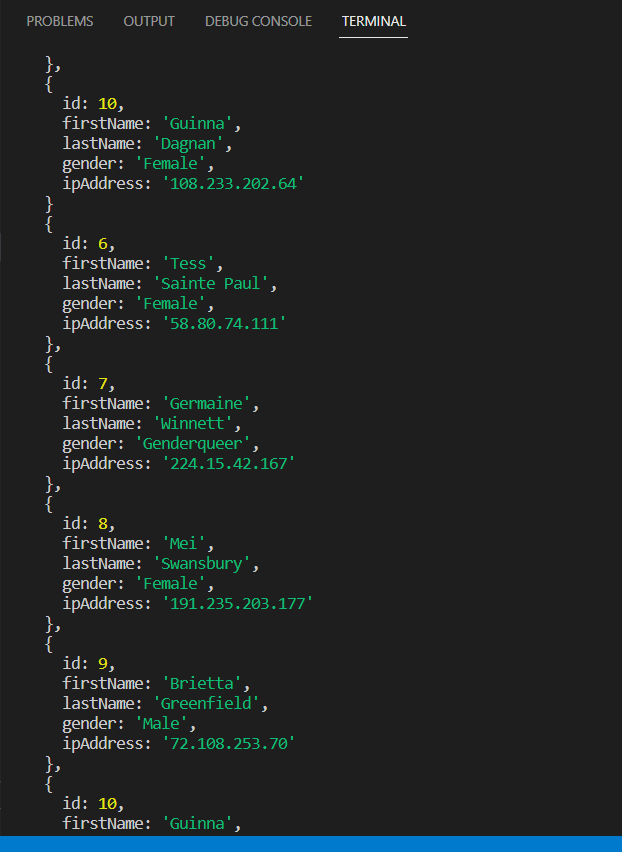 PROBLEMS OUTPUT DEBUG CONSOLE TERMINAL
},
{
id: 10,
firstName: 'Guinna',
lastName: 'Dagnan',
gender: 'Female',
ipAddress: '108.233.202.64'
}
{
id: 6,
firstName: 'Tess',
lastName: 'Sainte Paul',
gender: 'Female',
ipAddress: '58.80.74.111'
},
{
id: 7,
firstName: 'Germaine',
lastName: 'Winnett',
gender: 'Genderqueer',
ipAddress: '224.15.42.167'
},
{
id: 8,
firstName: 'Mei',
lastName: 'Swansbury',
gender: 'Female',
ipAddress: '191.235.203.177'
},
{
id: 9,
firstName: 'Brietta',
lastName: 'Greenfield',
gender: 'Male',
ipAddress: '72.108.253.70'
},
{
id: 10,
firstName: 'Guinna',